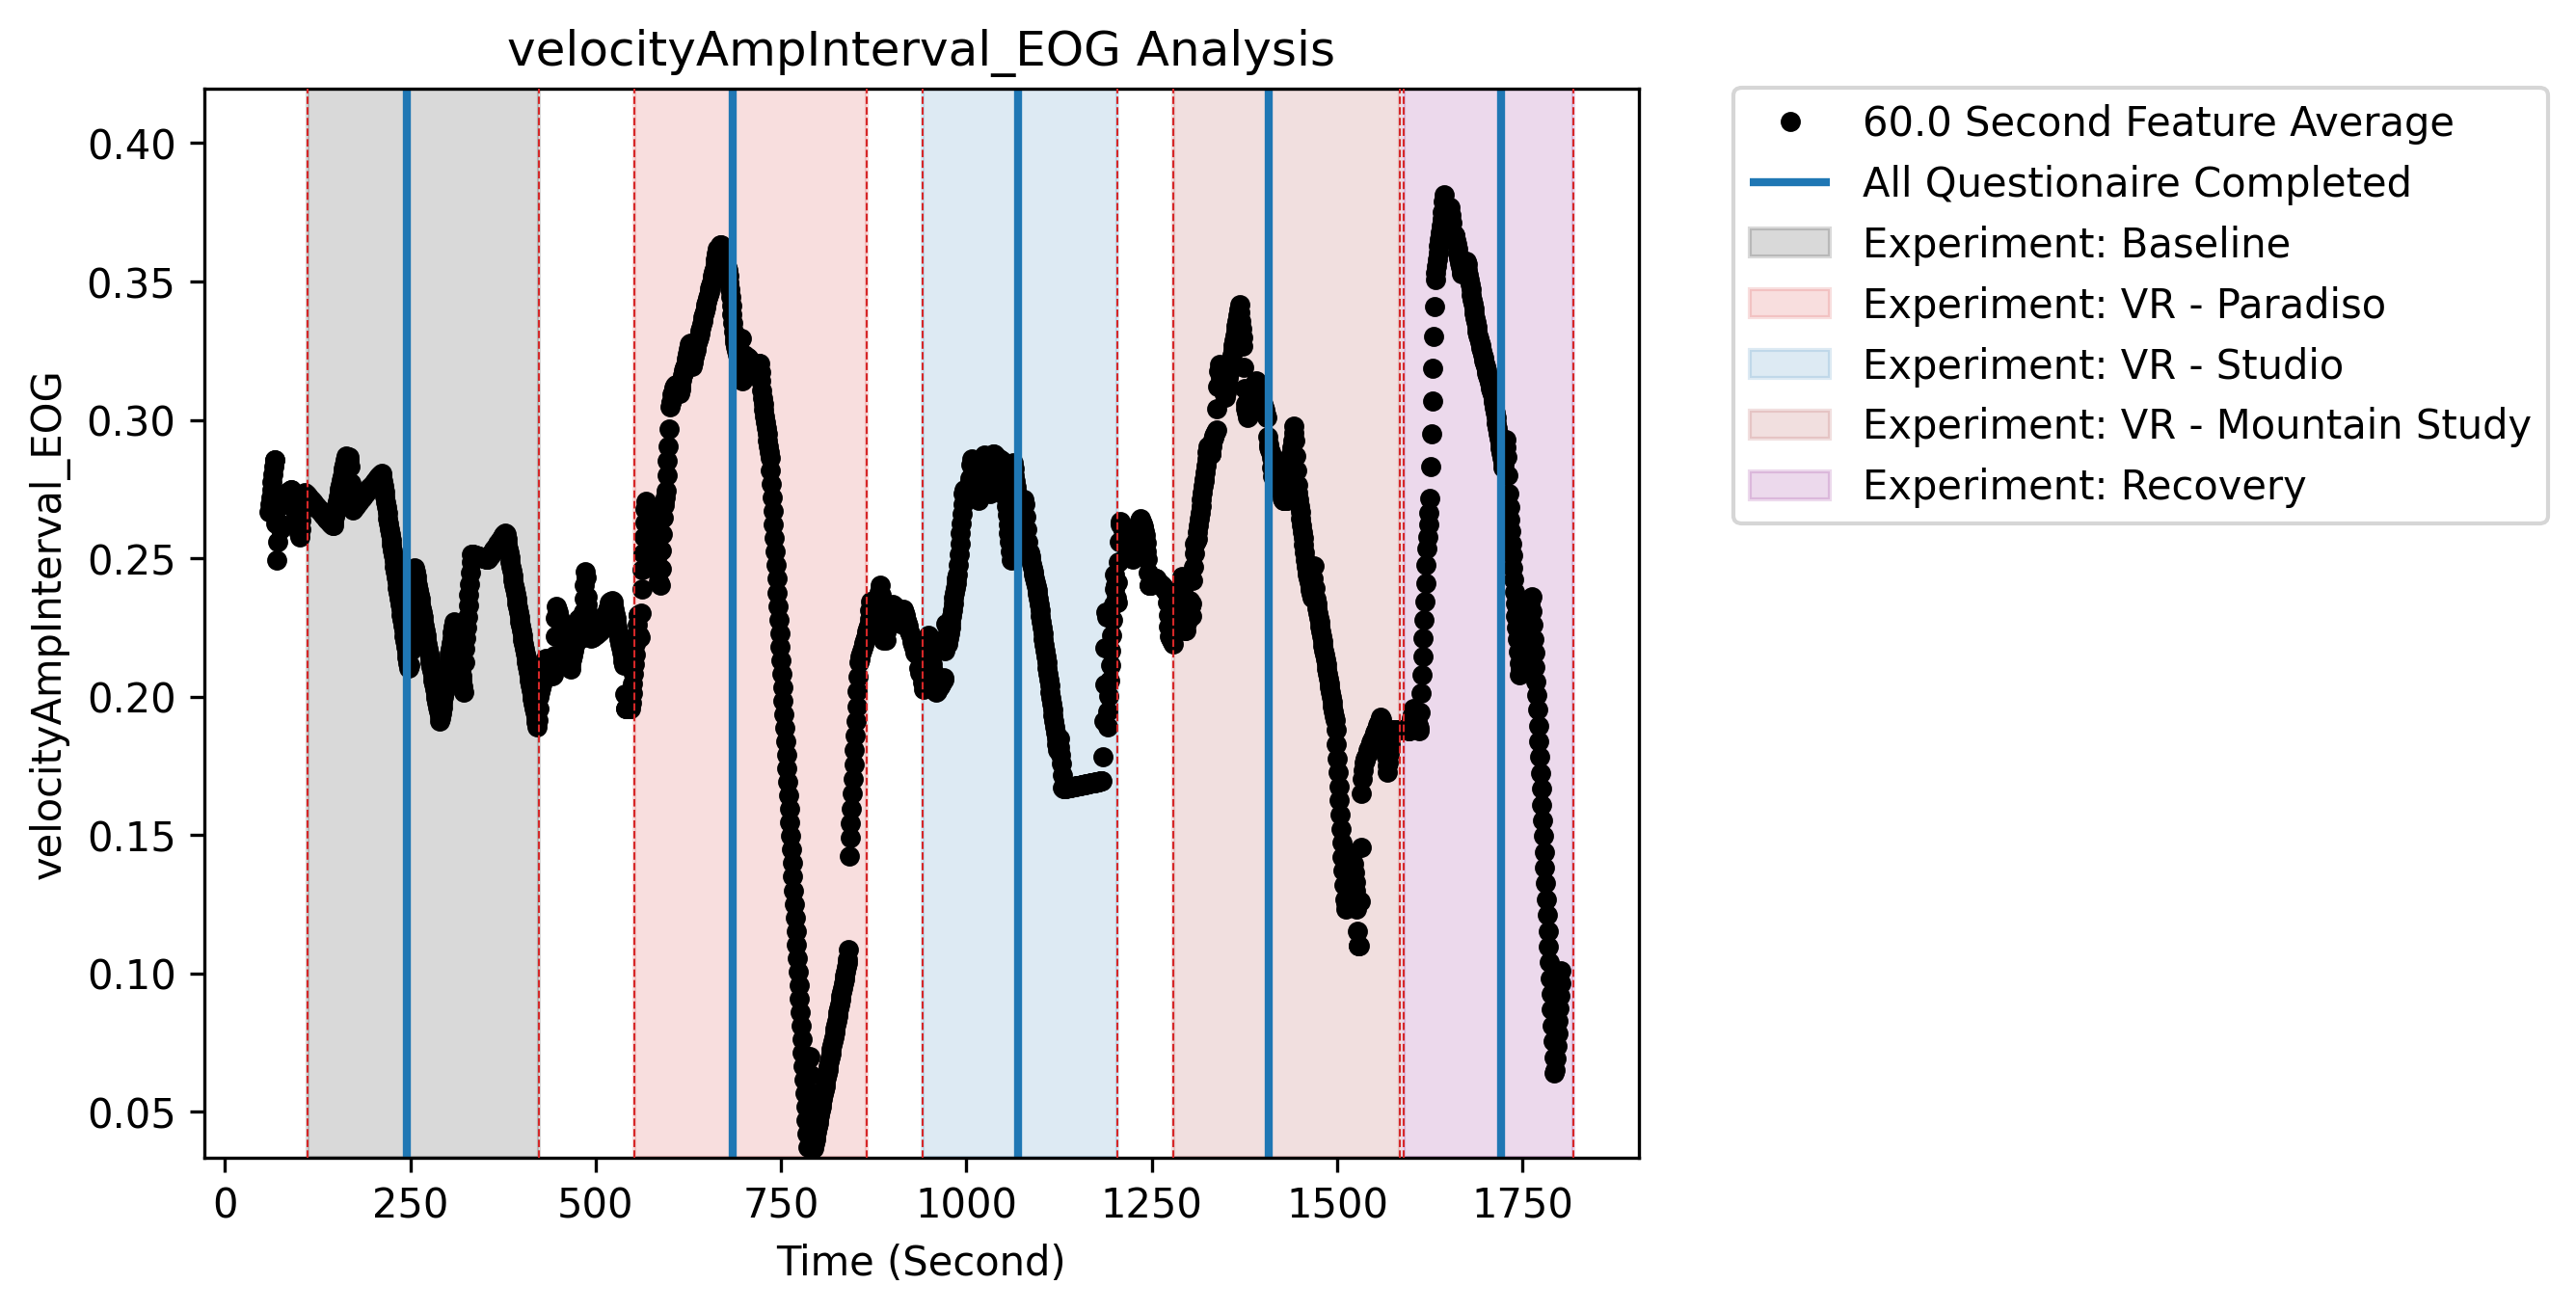 velocityAmpInterval_EOG Analysis
velocityAmpInterval_EOG
0.40
0.35
0.30
0.25
0.20
0.15
0.10
0.05
0 250 500 750 1000 1250 1500 1750
Time (Second)
60.0 Second Feature Average
All Questionaire Completed
Experiment: Baseline
Experiment: VR - Paradiso
Experiment: VR - Studio
Experiment: VR - Mountain Study
Experiment: Recovery